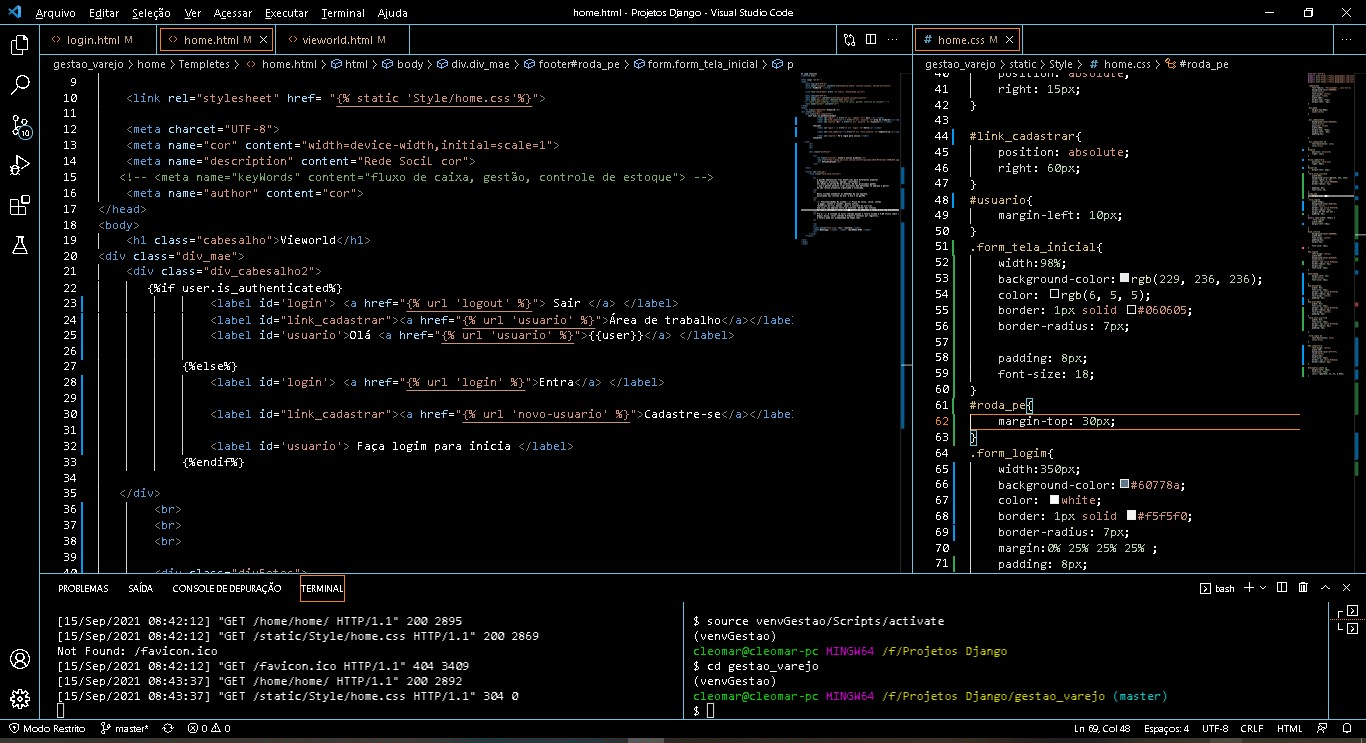 Arquivo Editar Seleção Ver Acessar Executar Terminal Ajuda
home.html - Projetos Django - Visual Studio Code
<> login.html M <> home.html M × <> vieworld.html M
gestao_varejo > home > Templetes > <> home.html > html > body > div.div_mae > footer#roda_pe > form.form_tela_inicial > p
9
10 <link rel="stylesheet" href= "{% static 'Style/home.css'%}">
11
12 <meta charcet="UTF-8">
13 <meta name="cor" content="width=device-width,initial=scale=1">
14 <meta name="description" content="Rede SociL cor">
15 <!-- <meta name="keyWords" content="fluxo de caixa, gestão, controle de estoque"> -->
16 <meta name="author" content="cor">
17 </head>
18 <body>
19 <h1 class="cabesalho">Vieworld</h1>
20 <div class="div_mae">
21 <div class="div_cabesalho2">
22 {%if user.is_authenticated%}
23 <label id='login'> <a href="{% url 'logout' %}"> Sair </a> </label>
24 <label id="link_cadastrar"><a href="{% url 'usuario' %}">Área de trabalho</a></label
25 <label id='usuario'>Olá <a href="{% url 'usuario' %}">{{user}}</a> </label>
26
27 {%else%}
28 <label id='login'> <a href="{% url 'login' %}">Entra</a> </label>
29
30 <label id="link_cadastrar"><a href="{% url 'novo-usuario' %}">Cadastre-se</a></label
31
32 <label id='usuario'> Faça logim para inicia </label>
33 {%endif%}
34
35 </div>
36 <br>
37 <br>
38 <br>
39
40 <div class="divFotos">
# home.css M ×
gestao_varejo > static > Style > # home.css > #roda_pe
40 position: absolute;
41 right: 15px;
42 }
43
44 #link_cadastrar{
45 position: absolute;
46 right: 60px;
47 }
48 #usuario{
49 margin-left: 10px;
50 }
51 .form_tela_inicial{
52 width:98%;
53 background-color: rgb(229, 236, 236);
54 color: rgb(6, 5, 5);
55 border: 1px solid #060605;
56 border-radius: 7px;
57
58 padding: 8px;
59 font-size: 18;
60 }
61 #roda_pe{
62 margin-top: 30px;
63 }
64 .form_logim{
65 width:350px;
66 background-color: #60778a;
67 color: white;
68 border: 1px solid #f5f5f0;
69 border-radius: 7px;
70 margin:0% 25% 25% 25% ;
71 padding: 8px;
PROBLEMAS SAÍDA CONSOLE DE DEPURAÇÃO TERMINAL
bash
[15/Sep/2021 08:42:12] "GET /home/home/ HTTP/1.1" 200 2895
[15/Sep/2021 08:42:12] "GET /static/Style/home.css HTTP/1.1" 200 2869
Not Found: /favicon.ico
[15/Sep/2021 08:42:12] "GET /favicon.ico HTTP/1.1" 404 3409
[15/Sep/2021 08:43:37] "GET /home/home/ HTTP/1.1" 200 2892
[15/Sep/2021 08:43:37] "GET /static/Style/home.css HTTP/1.1" 304 0
$ source venvGestao/Scripts/activate
(venvGestao)
cleomar@cleomar-pc MINGW64 /f/Projetos Django
$ cd gestao_varejo
(venvGestao)
cleomar@cleomar-pc MINGW64 /f/Projetos Django/gestao_varejo (master)
$
10
Modo Restrito master* 0 0
Ln 69, Col 48 Espaços: 4 UTF-8 CRLF HTML